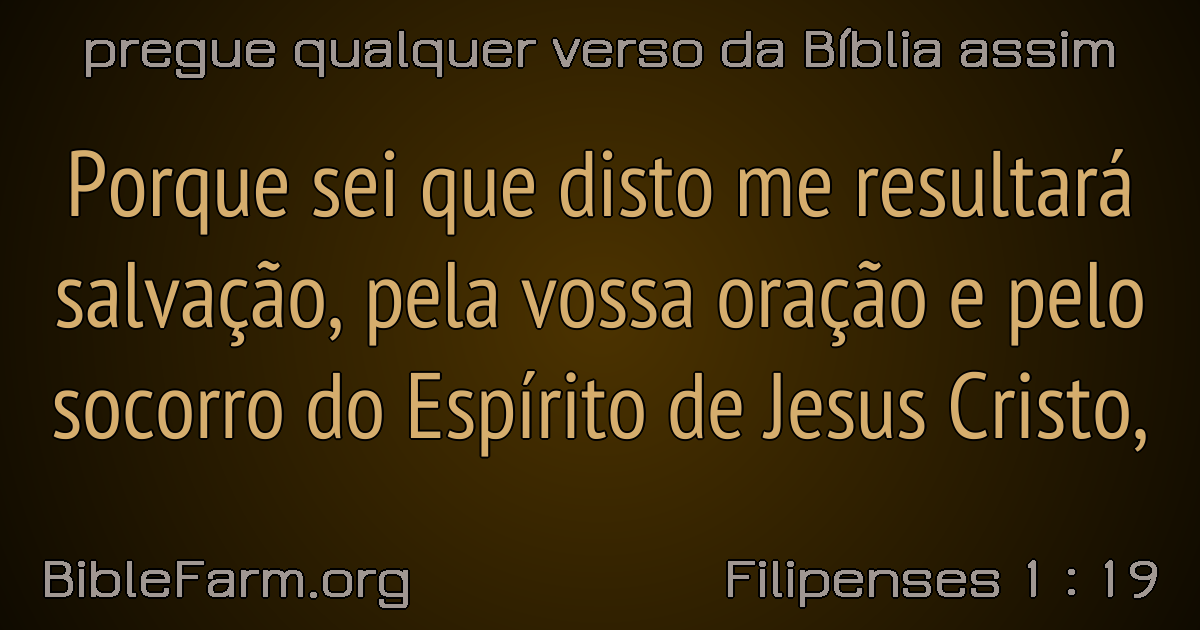 pregue qualquer verso da Bíblia assim
Porque sei que disto me resultará
salvação, pela vossa oração e pelo
socorro do Espírito de Jesus Cristo,
BibleFarm.org
Filipenses 1 : 19